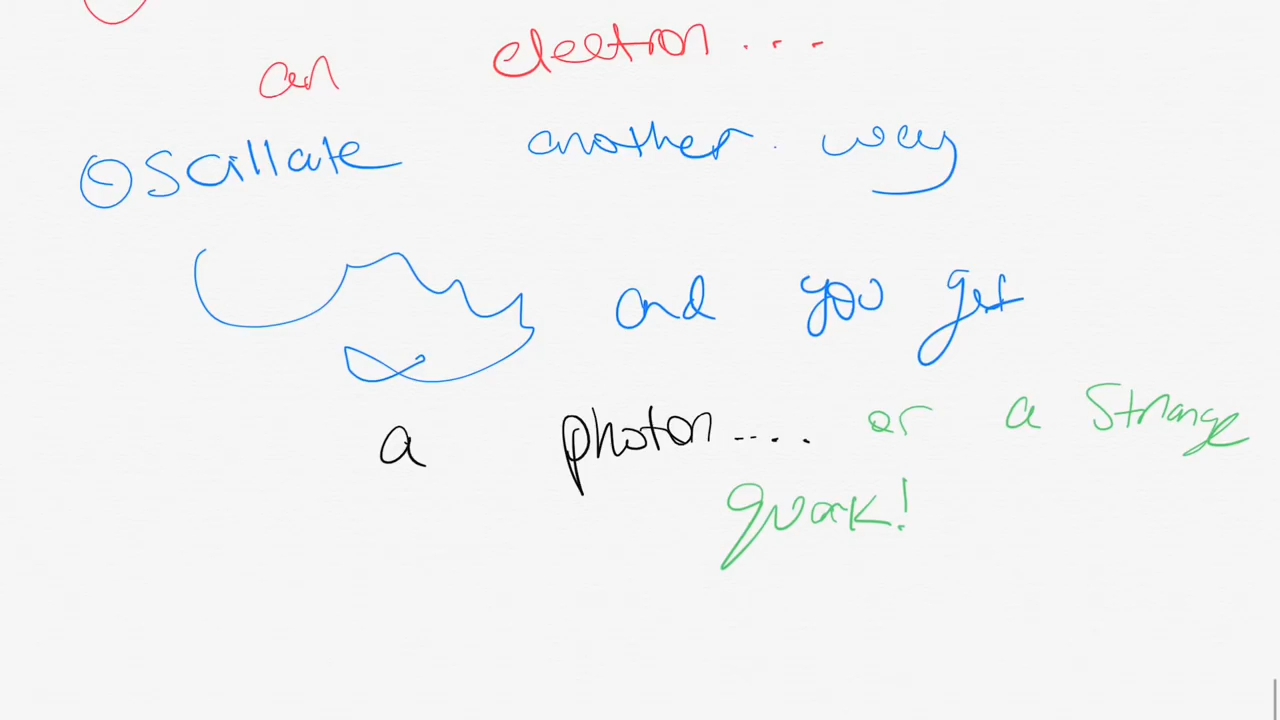 an electron...
Oscillate another way
and you get
a photon.... or a Strange
quark!